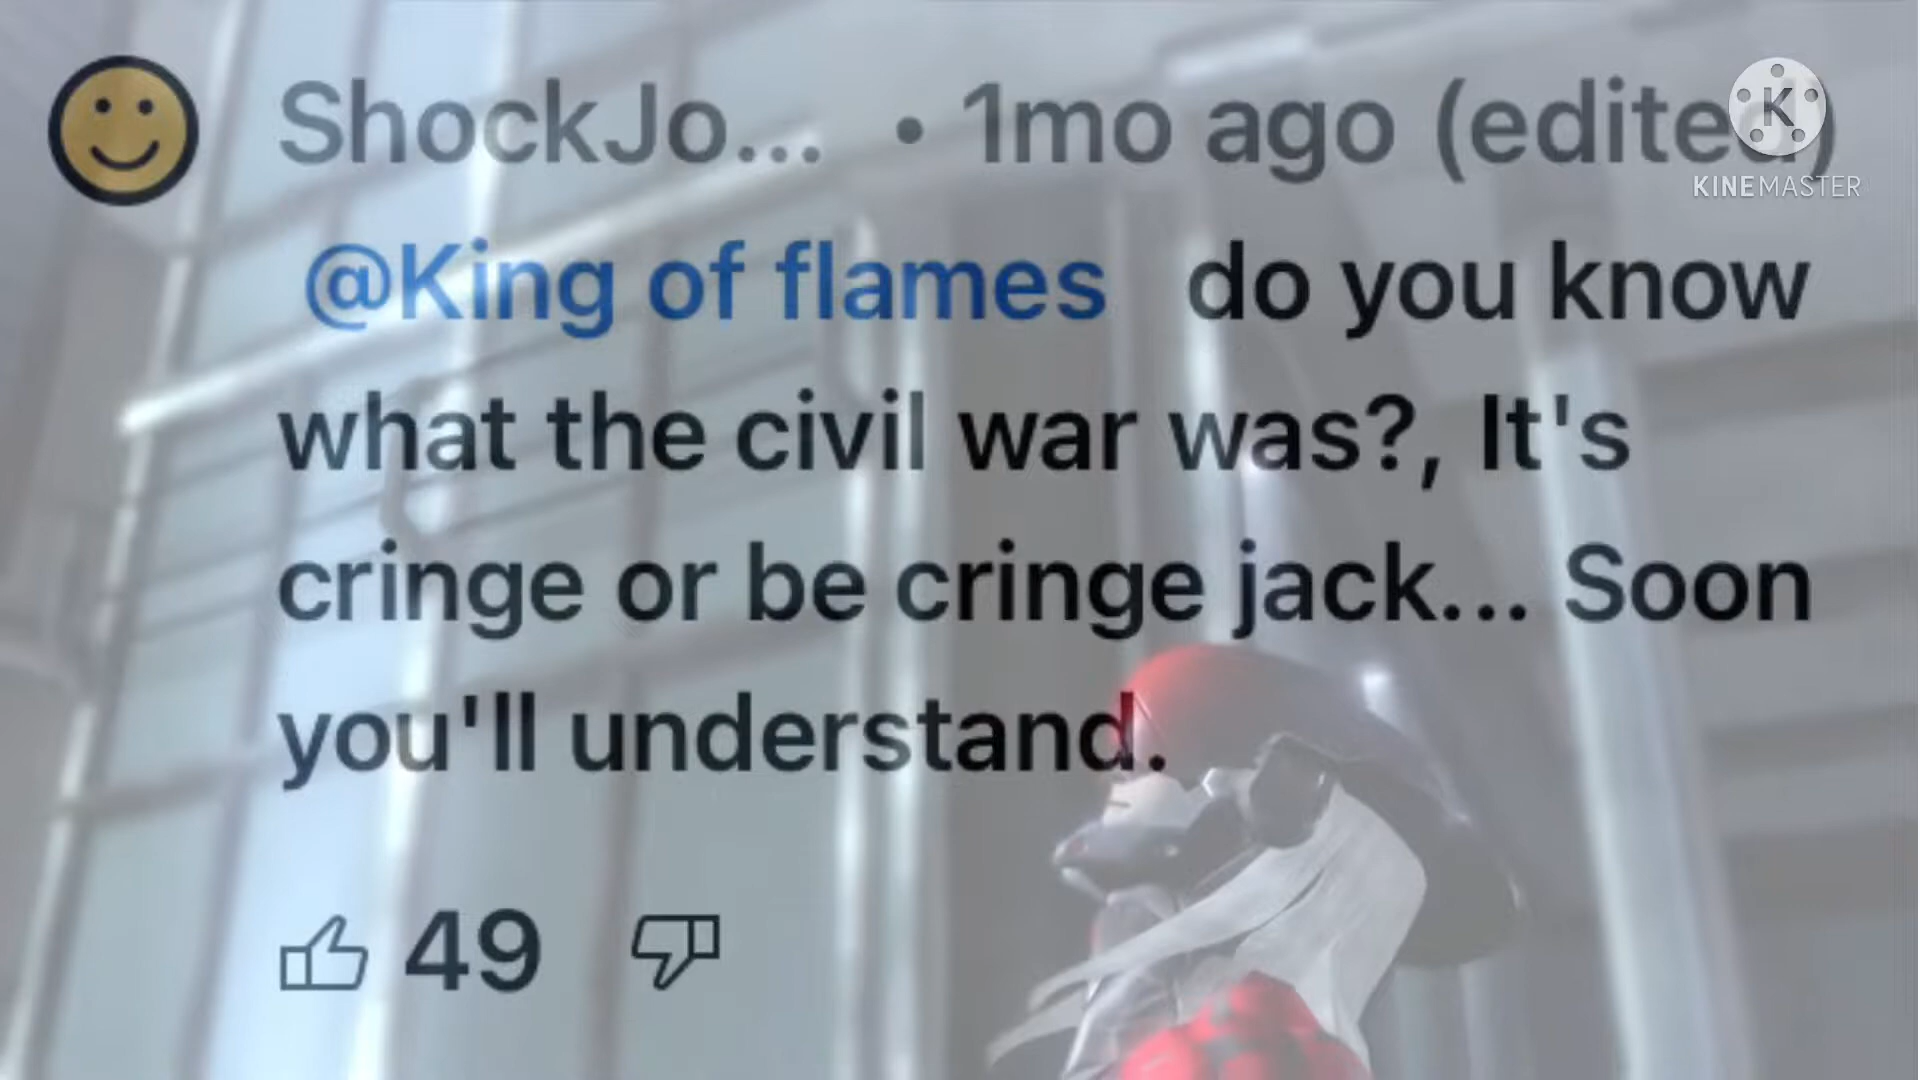 ShockJo... • 1mo ago (edited)
K
KINEMASTER
@King of flames do you know
what the civil war was?, It's
cringe or be cringe jack... Soon
you'll understand.
49